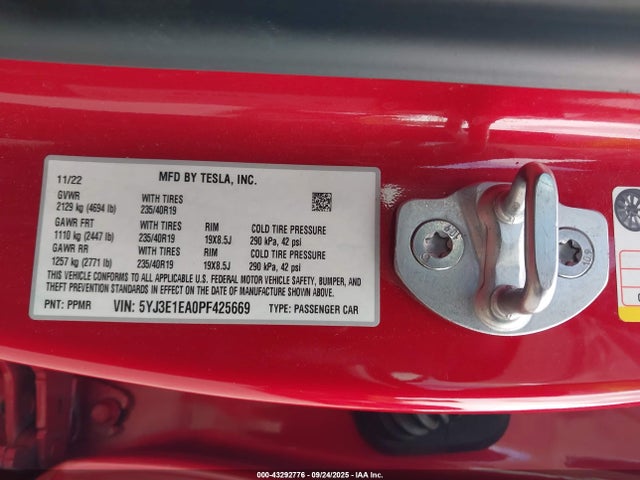 11/22 MFD BY TESLA, INC.
GVWR WITH TIRES
2129 kg (4694 lb) 235/40R19
GAWR FRT WITH TIRES RIM COLD TIRE PRESSURE
1110 kg (2447 lb) 235/40R19 19X8.5J 290 kPa, 42 psi
GAWR RR WITH TIRES RIM COLD TIRE PRESSURE
1257 kg (2771 lb) 235/40R19 19X8.5J 290 kPa, 42 psi
THIS VEHICLE CONFORMS TO ALL APPLICABLE U.S. FEDERAL MOTOR VEHICLE SAFETY, BUMPER, AND
THEFT PREVENTION STANDARDS IN EFFECT ON THE DATE OF MANUFACTURE SHOWN ABOVE.
PNT: PPMR VIN: 5YJ3E1EA0PF425669 TYPE: PASSENGER CAR
000-43292776 - 09/24/2025 - IAA Inc.